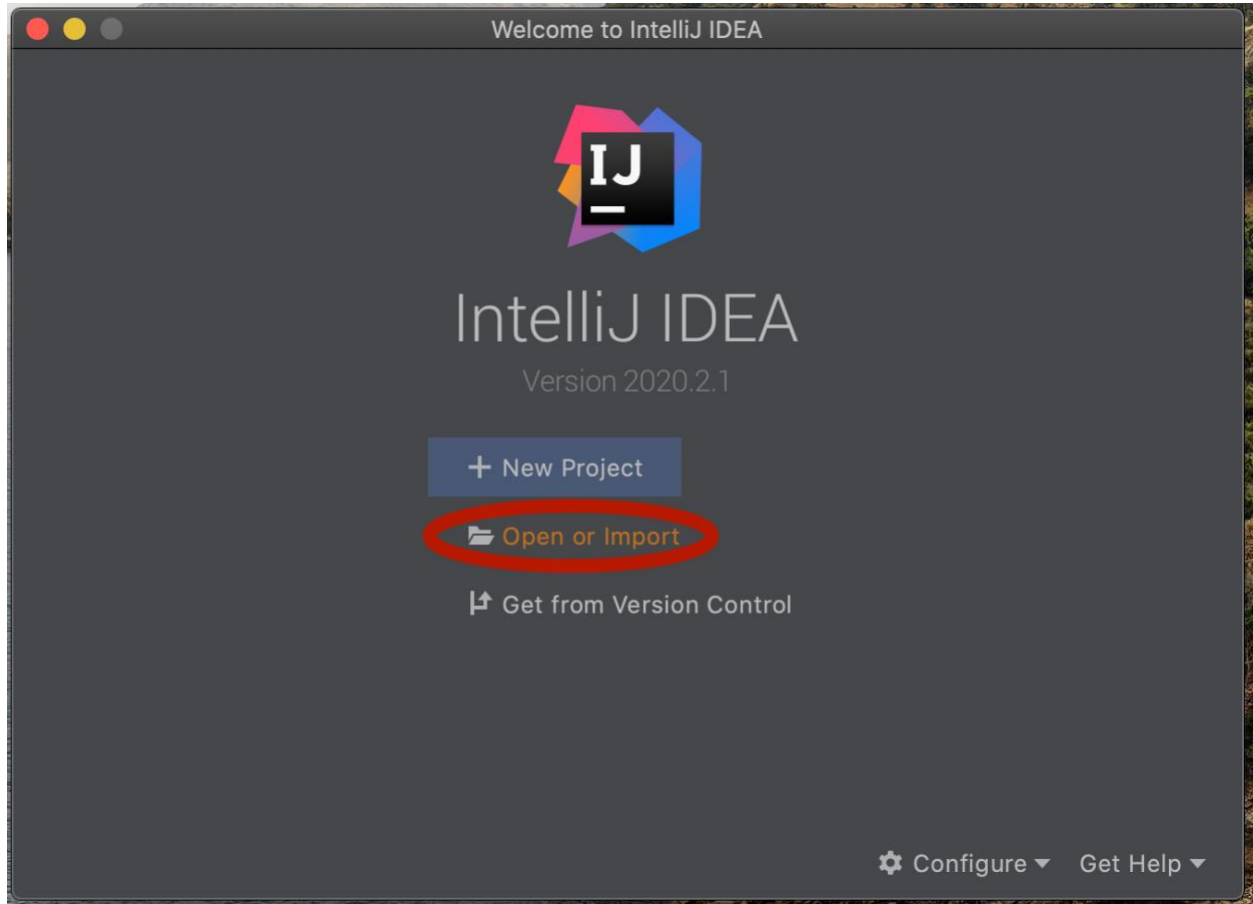 Welcome to IntelliJ IDEA
IJ
IntelliJ IDEA
Version 2020.2.1
+ New Project
Open or Import
Get from Version Control
Configure Get Help